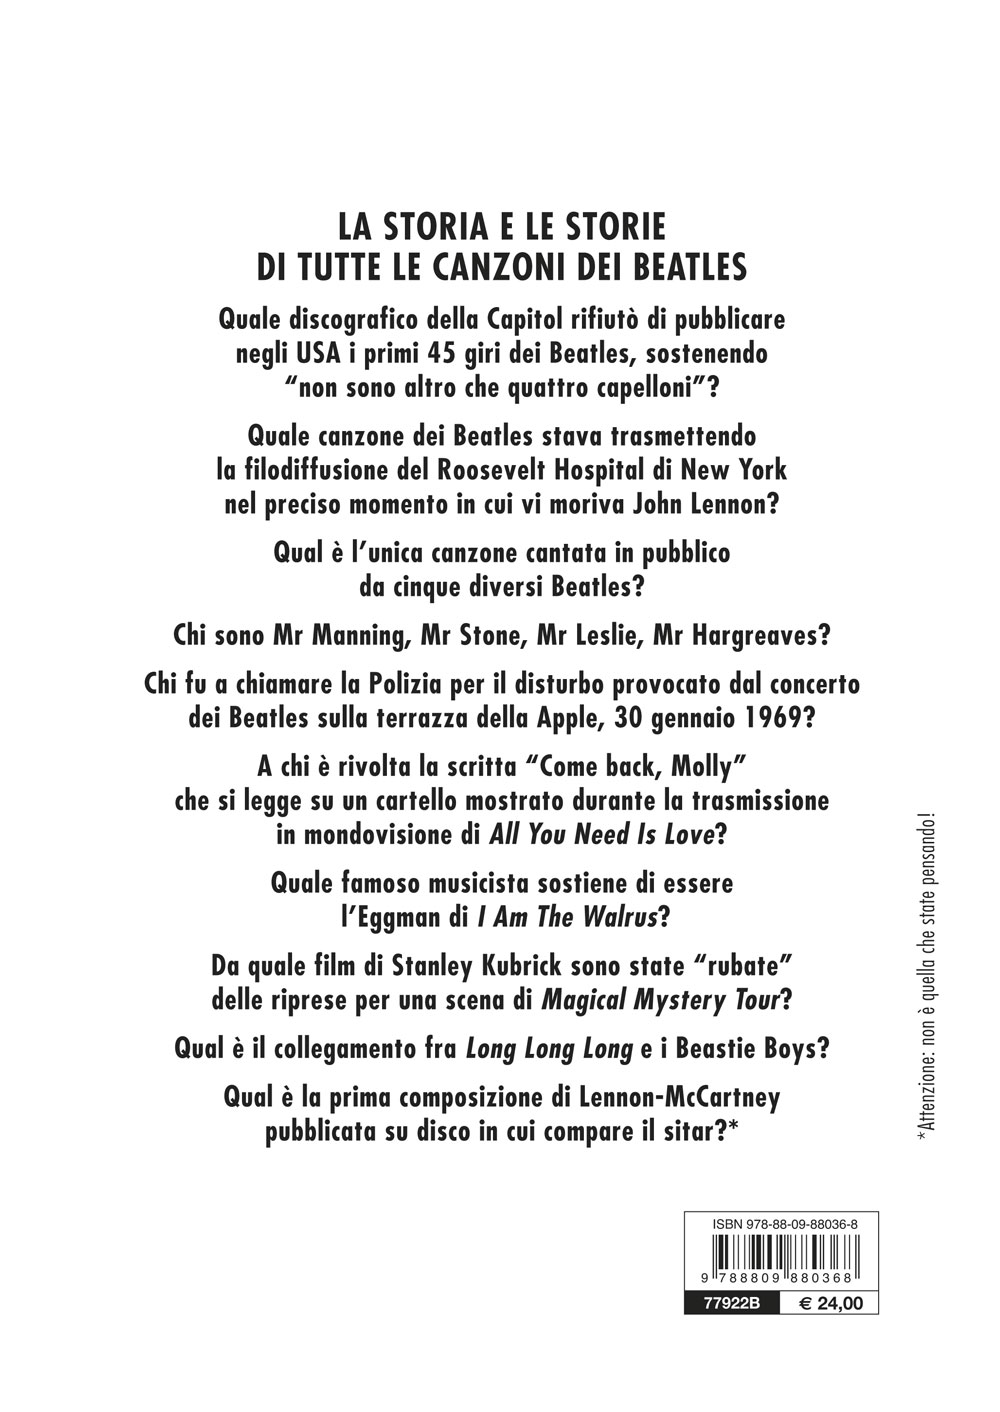 LA STORIA E LE STORIE
DI TUTTE LE CANZONI DEI BEATLES
Quale discografico della Capitol rifiutò di pubblicare
negli USA i primi 45 giri dei Beatles, sostenendo
“non sono altro che quattro capelloni”?
Quale canzone dei Beatles stava trasmettendo
la filodiffusione del Roosevelt Hospital di New York
nel preciso momento in cui vi moriva John Lennon?
Qual è l’unica canzone cantata in pubblico
da cinque diversi Beatles?
Chi sono Mr Manning, Mr Stone, Mr Leslie, Mr Hargreaves?
Chi fu a chiamare la Polizia per il disturbo provocato dal concerto
dei Beatles sulla terrazza della Apple, 30 gennaio 1969?
A chi è rivolta la scritta “Come back, Molly”
che si legge su un cartello mostrato durante la trasmissione
in mondovisione di All You Need Is Love?
Quale famoso musicista sostiene di essere
l’Eggman di I Am The Walrus?
Da quale film di Stanley Kubrick sono state “rubate”
delle riprese per una scena di Magical Mystery Tour?
Qual è il collegamento fra Long Long Long e i Beastie Boys?
Qual è la prima composizione di Lennon-McCartney
pubblicata su disco in cui compare il sitar?*
*Attenzione: non è quella che state pensando!
ISBN 978-88-09-88036-8
9 788809 880368
77922B
€ 24,00